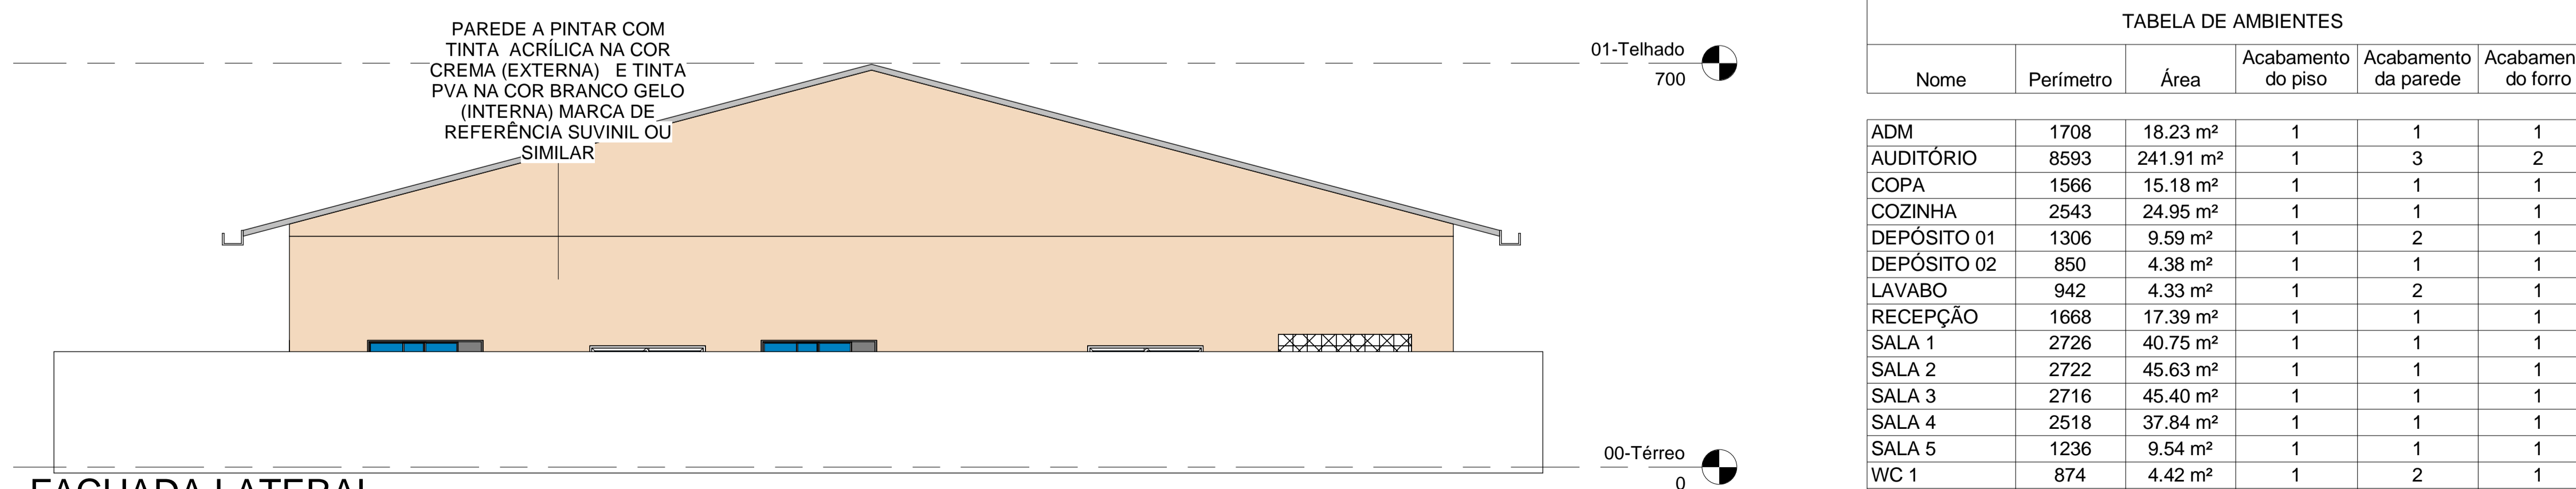 PAREDE A PINTAR COM
TINTA ACRÍLICA NA COR
CREMA (EXTERNA) E TINTA
PVA NA COR BRANCO GELO
(INTERNA) MARCA DE
REFERÊNCIA SUVINIL OU
SIMILAR
01-Telhado
700
00-Térreo
0
FACHADA LATERAL
TABELA DE AMBIENTES
Nome Perímetro Área Acabamento do piso Acabamento da parede Acabamen do forro
ADM 1708 18.23 m² 1 1 1
AUDITÓRIO 8593 241.91 m² 1 3 2
COPA 1566 15.18 m² 1 1 1
COZINHA 2543 24.95 m² 1 1 1
DEPÓSITO 01 1306 9.59 m² 1 2 1
DEPÓSITO 02 850 4.38 m² 1 1 1
LAVABO 942 4.33 m² 1 2 1
RECEPÇÃO 1668 17.39 m² 1 1 1
SALA 1 2726 40.75 m² 1 1 1
SALA 2 2722 45.63 m² 1 1 1
SALA 3 2716 45.40 m² 1 1 1
SALA 4 2518 37.84 m² 1 1 1
SALA 5 1236 9.54 m² 1 1 1
WC 1 874 4.42 m² 1 2 1